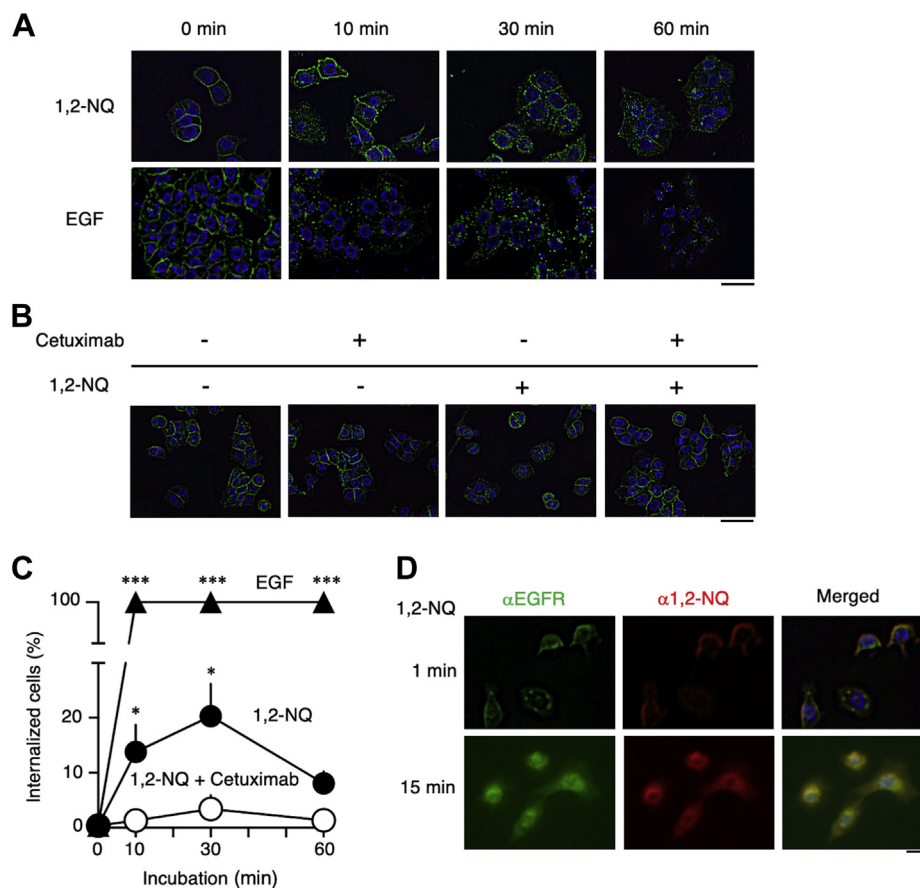 A
0 min 10 min 30 min 60 min
1,2-NQ
EGF
B
Cetuximab - + - +
1,2-NQ - - + +
C
*** *** EGF ***
100
*
* 1,2-NQ
20
10
1,2-NQ + Cetuximab
0
0 10 30 60
Internalized cells (%)
Incubation (min)
D
1,2-NQ αEGFR α1,2-NQ Merged
1 min
15 min